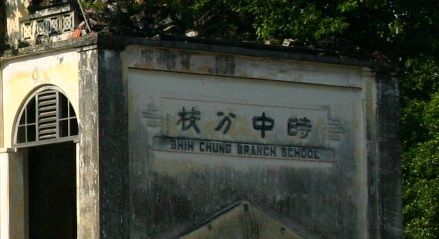 時中分校
SHIH CHUNG BRANCH SCHOOL